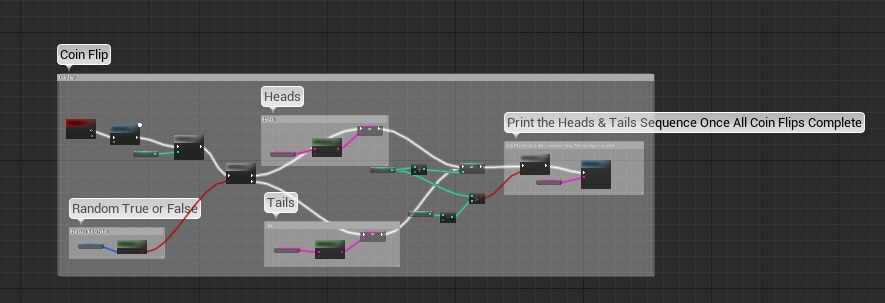 Coin Flip
Heads
Print the Heads & Tails Sequence Once All Coin Flips Complete
Random True or False
Tails